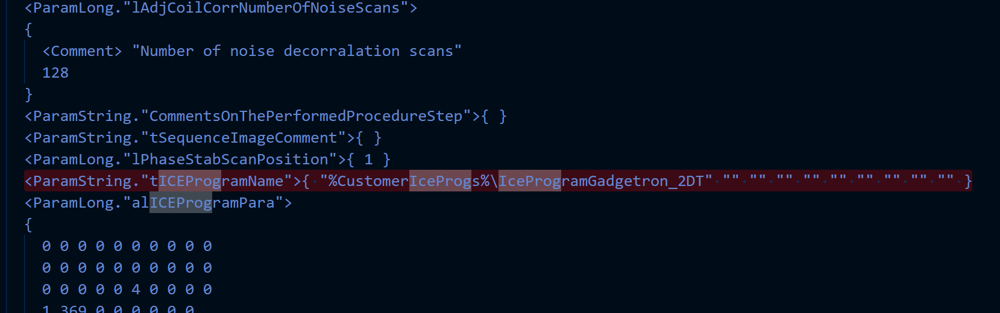 <ParamLong."lAdjCoilCorrNumberOfNoiseScans">
{
<Comment> "Number of noise decorralation scans"
128
}
<ParamString."CommentsOnThePerformedProcedureStep">{ }
<ParamString."tSequenceImageComment">{ }
<ParamLong."lPhaseStabScanPosition">{ 1 }
<ParamString."tICEProgramName">{ "%CustomerIceProgs%\IceProgramGadgetron_2DT" "" "" "" "" "" "" "" "" "" }
<ParamLong."alICEProgramPara">
{
0 0 0 0 0 0 0 0 0 0
0 0 0 0 0 0 0 0 0 0
0 0 0 0 0 4 0 0 0 0
1 369 0 0 0 0 0 0